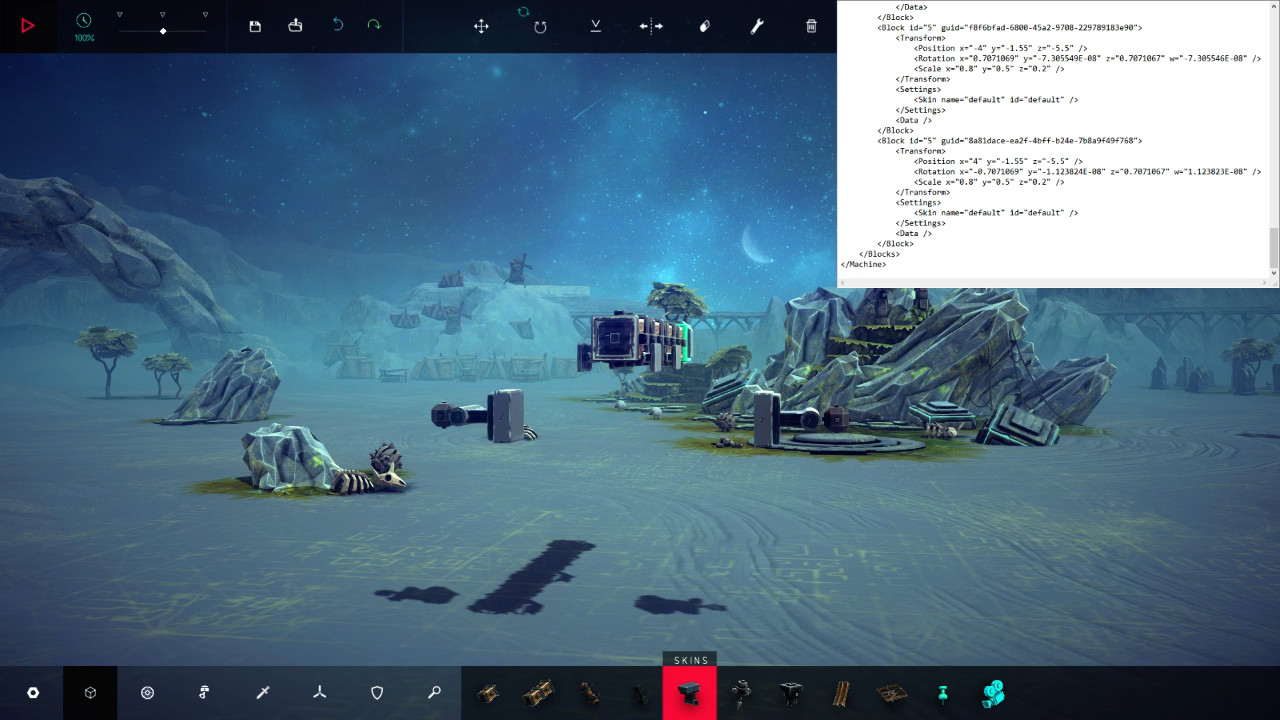 100%
        </Data>
    </Block>
    <Block id="5" guid="f8f6bfad-6800-45a2-9708-229789183e90">
        <Transform>
            <Position x="-4" y="-1.55" z="-5.5" />
            <Rotation x="0.7071069" y="-7.305549E-08" z="0.7071067" w="-7.305546E-08" />
            <Scale x="0.8" y="0.5" z="0.2" />
        </Transform>
        <Settings>
            <Skin name="default" id="default" />
        </Settings>
        <Data />
    </Block>
    <Block id="5" guid="8a81dace-ea2f-4bff-b24e-7b8a9f49f768">
        <Transform>
            <Position x="4" y="-1.55" z="-5.5" />
            <Rotation x="-0.7071069" y="-1.123824E-08" z="0.7071067" w="1.123823E-08" />
            <Scale x="0.8" y="0.5" z="0.2" />
        </Transform>
        <Settings>
            <Skin name="default" id="default" />
        </Settings>
        <Data />
    </Block>
</Blocks>
</Machine>
SKINS